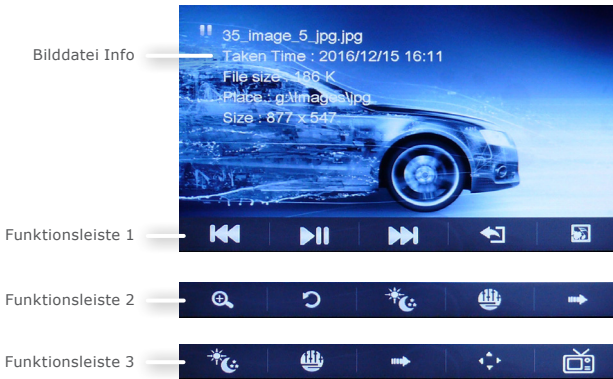 35_image_5_jpg.jpg
Bilddatei Info
Taken Time : 2016/12/15 16:11
File size : 186 K
Place : g:\Images\jpg
Size : 877 x 547
Funktionsleiste 1
Funktionsleiste 2
Funktionsleiste 3